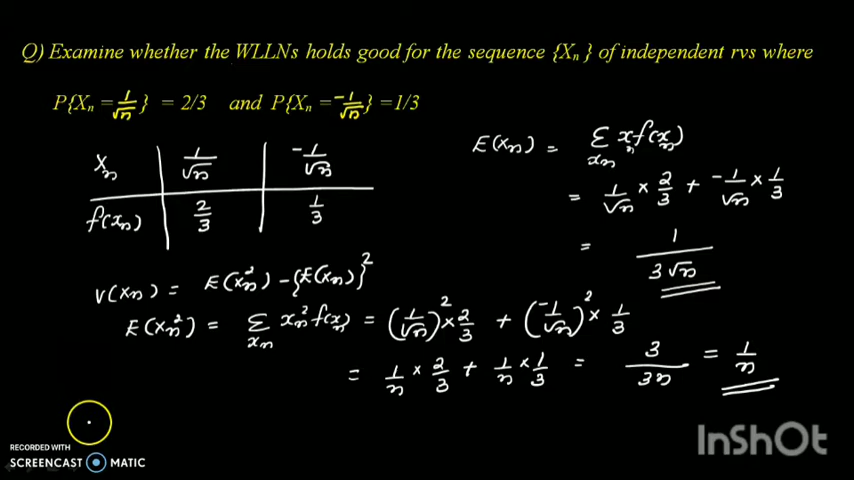 Q) Examine whether the WLLNs holds good for the sequence {Xn} of independent rvs where
P{Xn = 1/√n} = 2/3 and P{Xn = -1/√n} = 1/3
Xn | 1/√n | -1/√n
f(xn) | 2/3 | 1/3
E(xn) = Σxn xn f(xn)
= 1/√n × 2/3 + -1/√n × 1/3
= 1/3√n
V(xn) = E(xn²) - {E(xn)}²
E(xn²) = Σxn xn² f(xn) = (1/√n)² × 2/3 + (-1/√n)² × 1/3
= 1/n × 2/3 + 1/n × 1/3 = 3/3n = 1/n
RECORDED WITH
SCREENCAST MATIC
InShOt